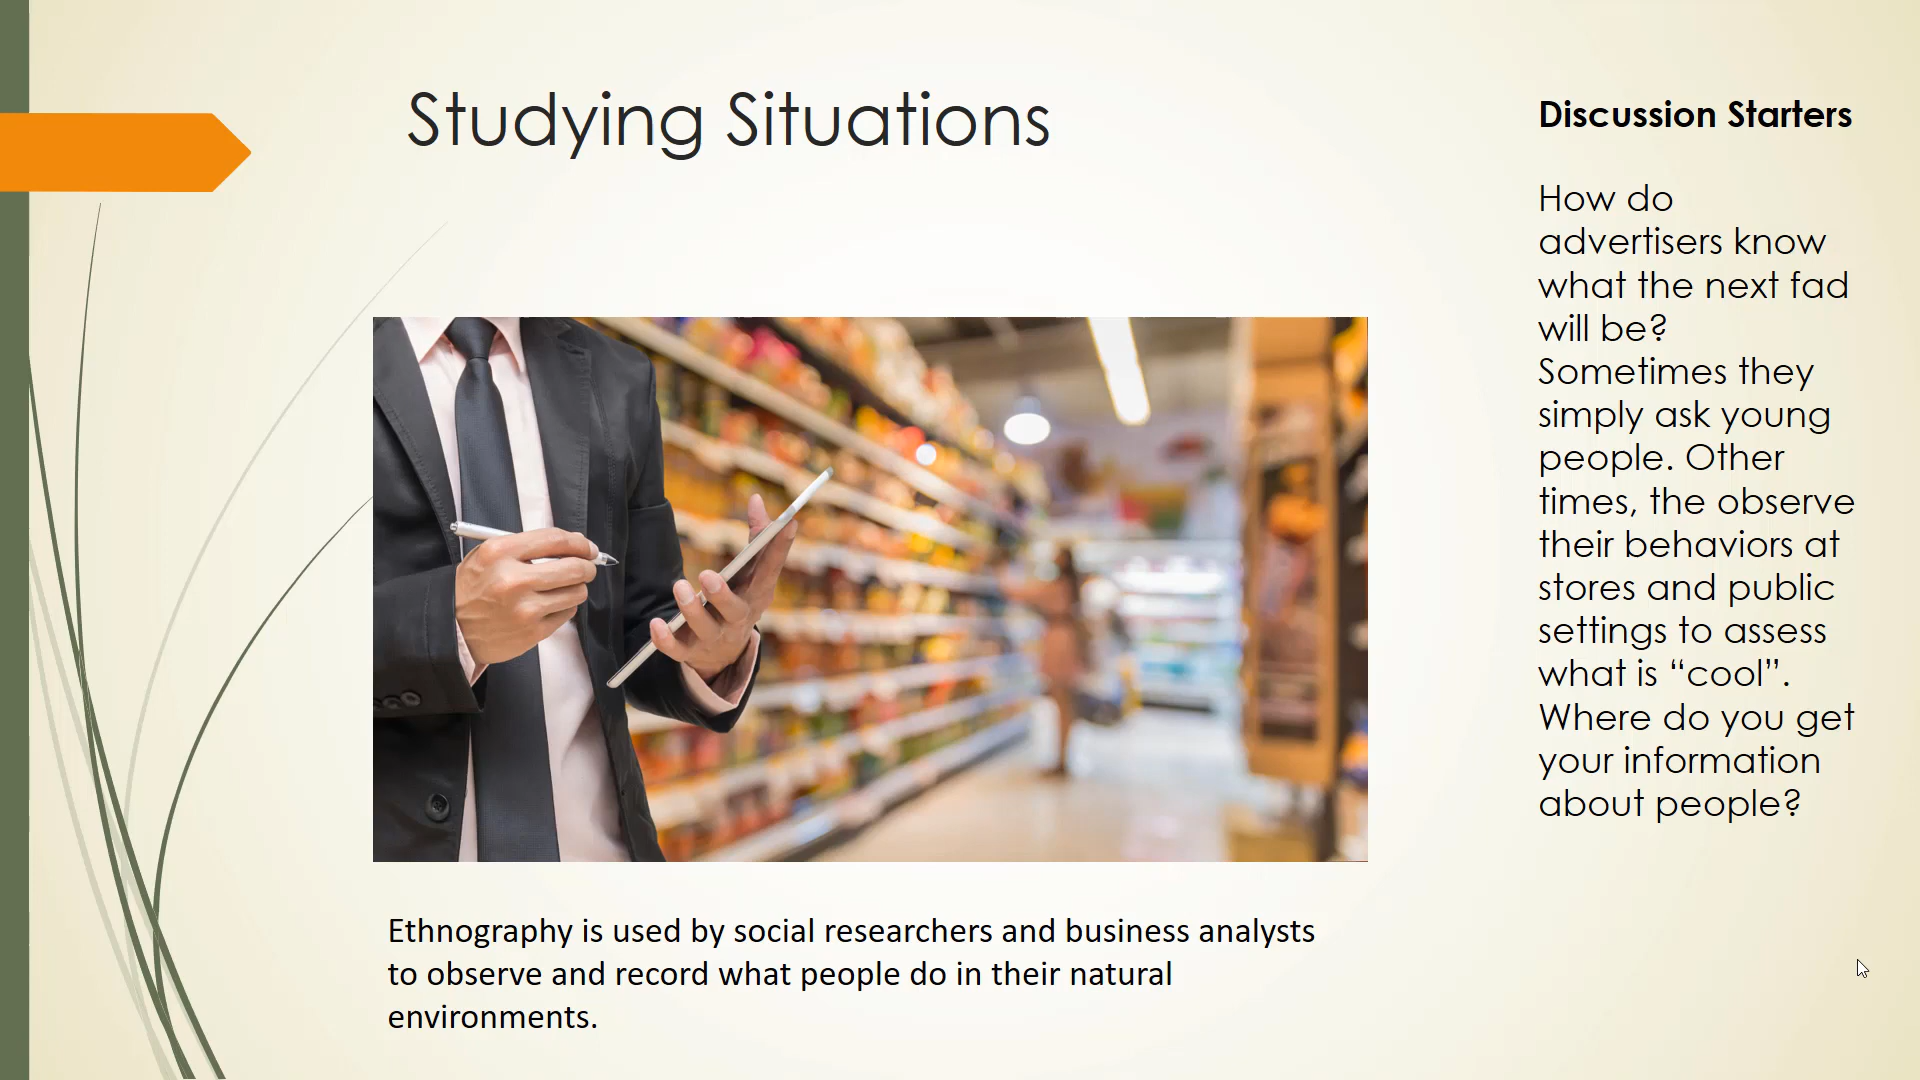 Studying Situations
Ethnography is used by social researchers and business analysts
to observe and record what people do in their natural
environments.
Discussion Starters
How do
advertisers know
what the next fad
will be?
Sometimes they
simply ask young
people. Other
times, the observe
their behaviors at
stores and public
settings to assess
what is “cool”.
Where do you get
your information
about people?